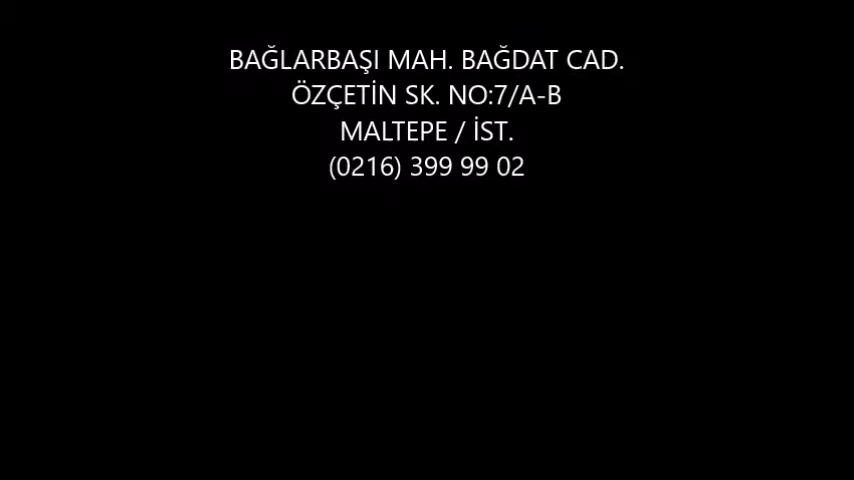 BAĞLARBAŞI MAH. BAĞDAT CAD.
ÖZÇETİN SK. NO:7/A-B
MALTEPE / İST.
(0216) 399 99 02